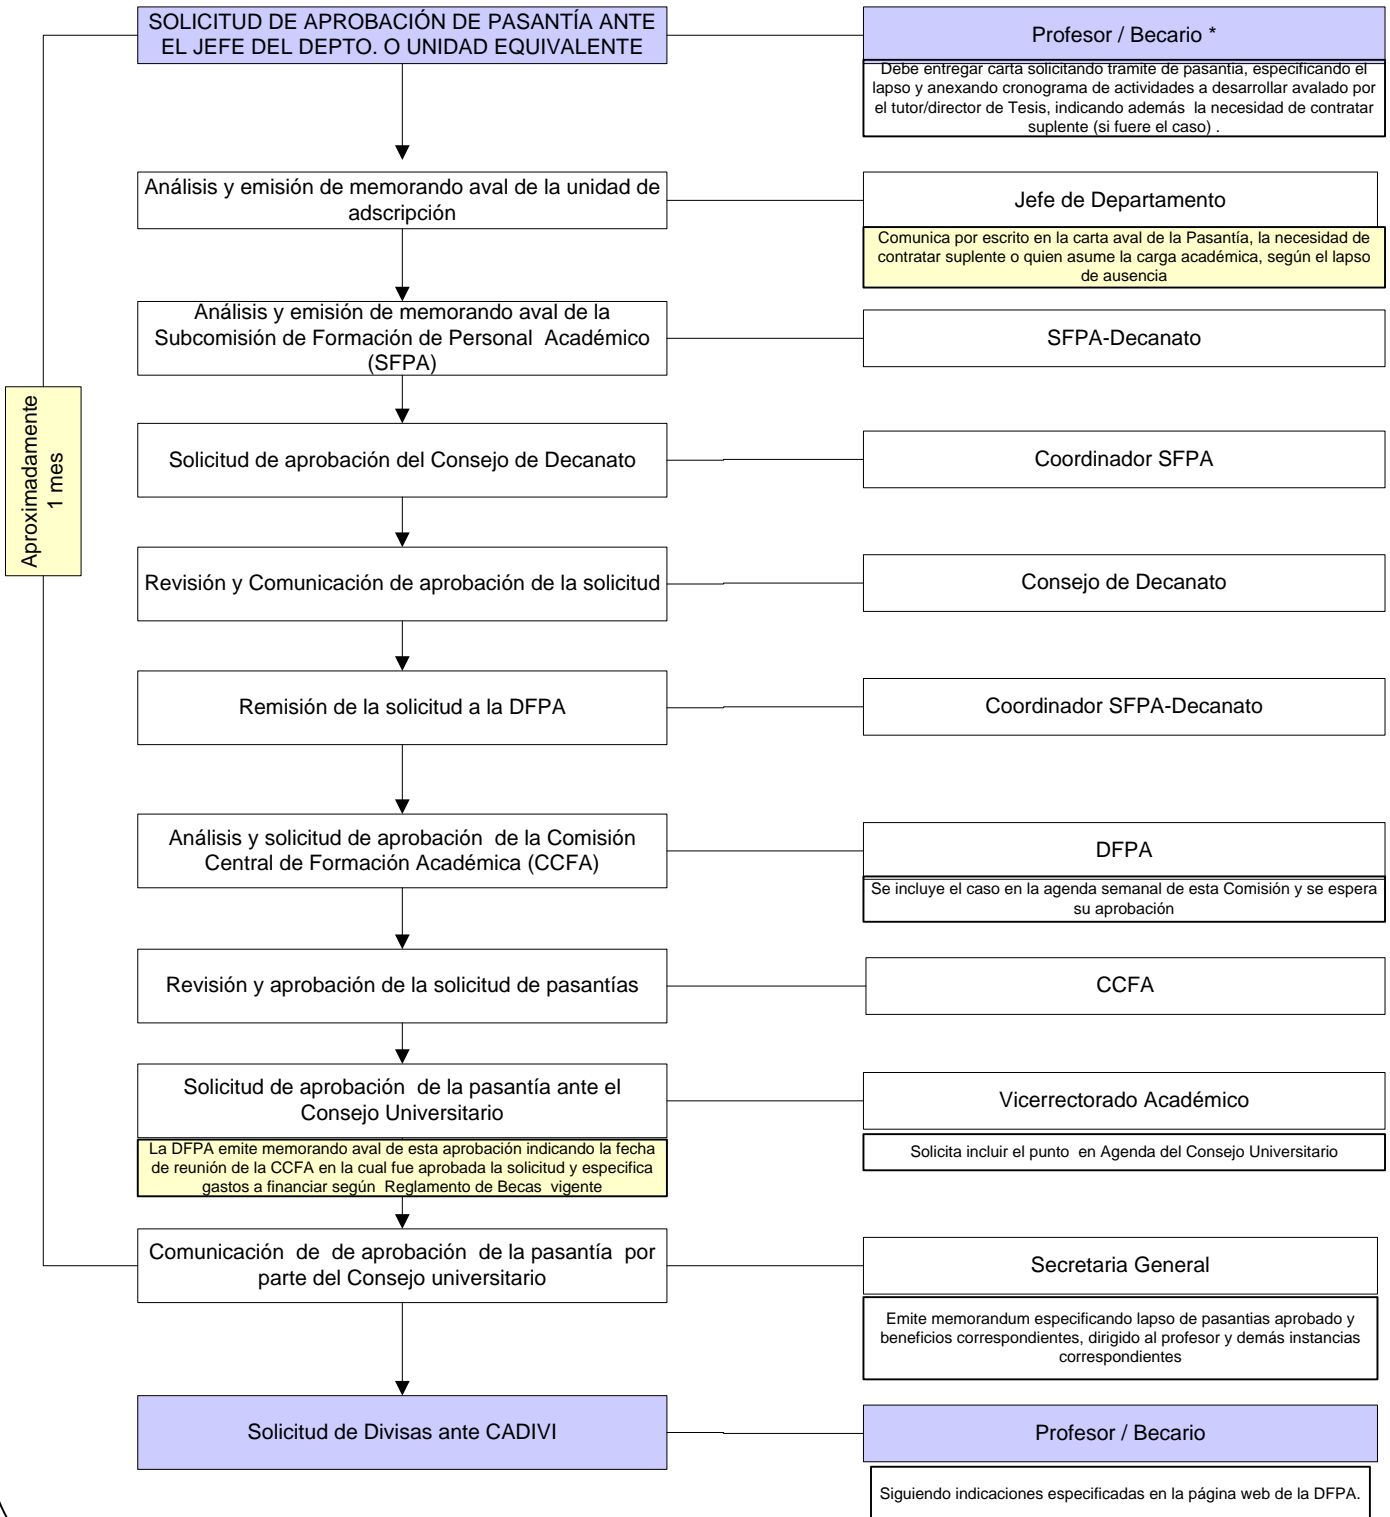 SOLICITUD DE APROBACIÓN DE PASANTÍA ANTE
EL JEFE DEL DEPTO. O UNIDAD EQUIVALENTE
Profesor / Becario *
Debe entregar carta solicitando tramite de pasantia, especificando el
lapso y anexando cronograma de actividades a desarrollar avalado por
el tutor/director de Tesis, indicando además  la necesidad de contratar
suplente (si fuere el caso) .
Análisis y emisión de memorando aval de la unidad de
adscripción
Jefe de Departamento
Comunica por escrito en la carta aval de la Pasantía, la necesidad de
contratar suplente o quien asume la carga académica, según el lapso
de ausencia
Análisis y emisión de memorando aval de la
Subcomisión de Formación de Personal  Académico
(SFPA)
SFPA-Decanato
Aproximadamente
1 mes
Solicitud de aprobación del Consejo de Decanato
Coordinador SFPA
Revisión y Comunicación de aprobación de la solicitud
Consejo de Decanato
Remisión de la solicitud a la DFPA
Coordinador SFPA-Decanato
Análisis y solicitud de aprobación  de la Comisión
Central de Formación Académica (CCFA)
DFPA
Se incluye el caso en la agenda semanal de esta Comisión y se espera
su aprobación
Revisión y aprobación de la solicitud de pasantías
CCFA
Solicitud de aprobación  de la pasantía ante el
Consejo Universitario
Vicerrectorado Académico
La DFPA emite memorando aval de esta aprobación indicando la fecha
de reunión de la CCFA en la cual fue aprobada la solicitud y especifica
gastos a financiar según  Reglamento de Becas  vigente
Solicita incluir el punto  en Agenda del Consejo Universitario
Comunicación  de  de aprobación  de la pasantía  por
parte del Consejo universitario
Secretaria General
Emite memorandum especificando lapso de pasantias aprobado y
beneficios correspondientes, dirigido al profesor y demás instancias
correspondientes
Solicitud de Divisas ante CADIVI
Profesor / Becario
Siguiendo indicaciones especificadas en la página web de la DFPA.